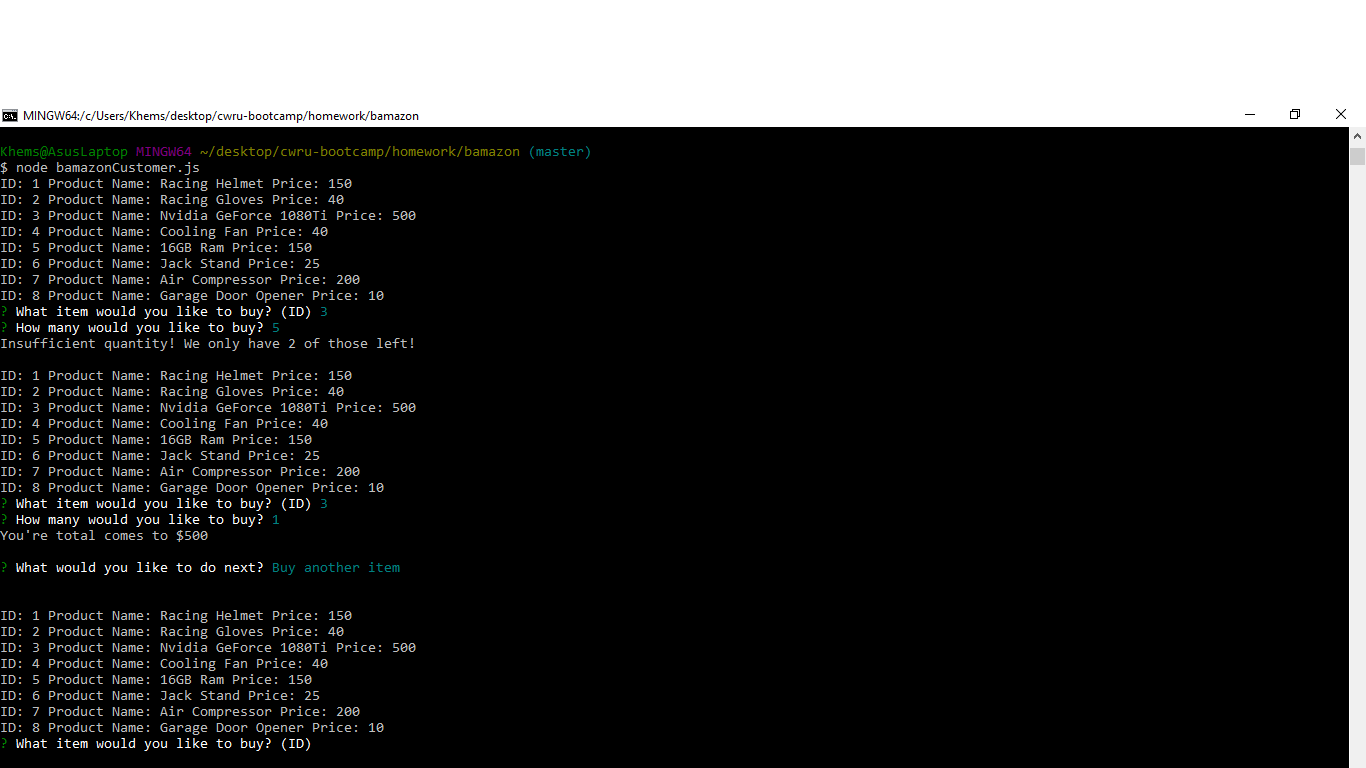 MINGW64:/c/Users/Khems/desktop/cwru-bootcamp/homework/bamazon
Khems@AsusLaptop MINGW64 ~/desktop/cwru-bootcamp/homework/bamazon (master)
$ node bamazonCustomer.js
ID: 1 Product Name: Racing Helmet Price: 150
ID: 2 Product Name: Racing Gloves Price: 40
ID: 3 Product Name: Nvidia GeForce 1080Ti Price: 500
ID: 4 Product Name: Cooling Fan Price: 40
ID: 5 Product Name: 16GB Ram Price: 150
ID: 6 Product Name: Jack Stand Price: 25
ID: 7 Product Name: Air Compressor Price: 200
ID: 8 Product Name: Garage Door Opener Price: 10
? What item would you like to buy? (ID) 3
? How many would you like to buy? 5
Insufficient quantity! We only have 2 of those left!
ID: 1 Product Name: Racing Helmet Price: 150
ID: 2 Product Name: Racing Gloves Price: 40
ID: 3 Product Name: Nvidia GeForce 1080Ti Price: 500
ID: 4 Product Name: Cooling Fan Price: 40
ID: 5 Product Name: 16GB Ram Price: 150
ID: 6 Product Name: Jack Stand Price: 25
ID: 7 Product Name: Air Compressor Price: 200
ID: 8 Product Name: Garage Door Opener Price: 10
? What item would you like to buy? (ID) 3
? How many would you like to buy? 1
You're total comes to $500
? What would you like to do next? Buy another item
ID: 1 Product Name: Racing Helmet Price: 150
ID: 2 Product Name: Racing Gloves Price: 40
ID: 3 Product Name: Nvidia GeForce 1080Ti Price: 500
ID: 4 Product Name: Cooling Fan Price: 40
ID: 5 Product Name: 16GB Ram Price: 150
ID: 6 Product Name: Jack Stand Price: 25
ID: 7 Product Name: Air Compressor Price: 200
ID: 8 Product Name: Garage Door Opener Price: 10
? What item would you like to buy? (ID)